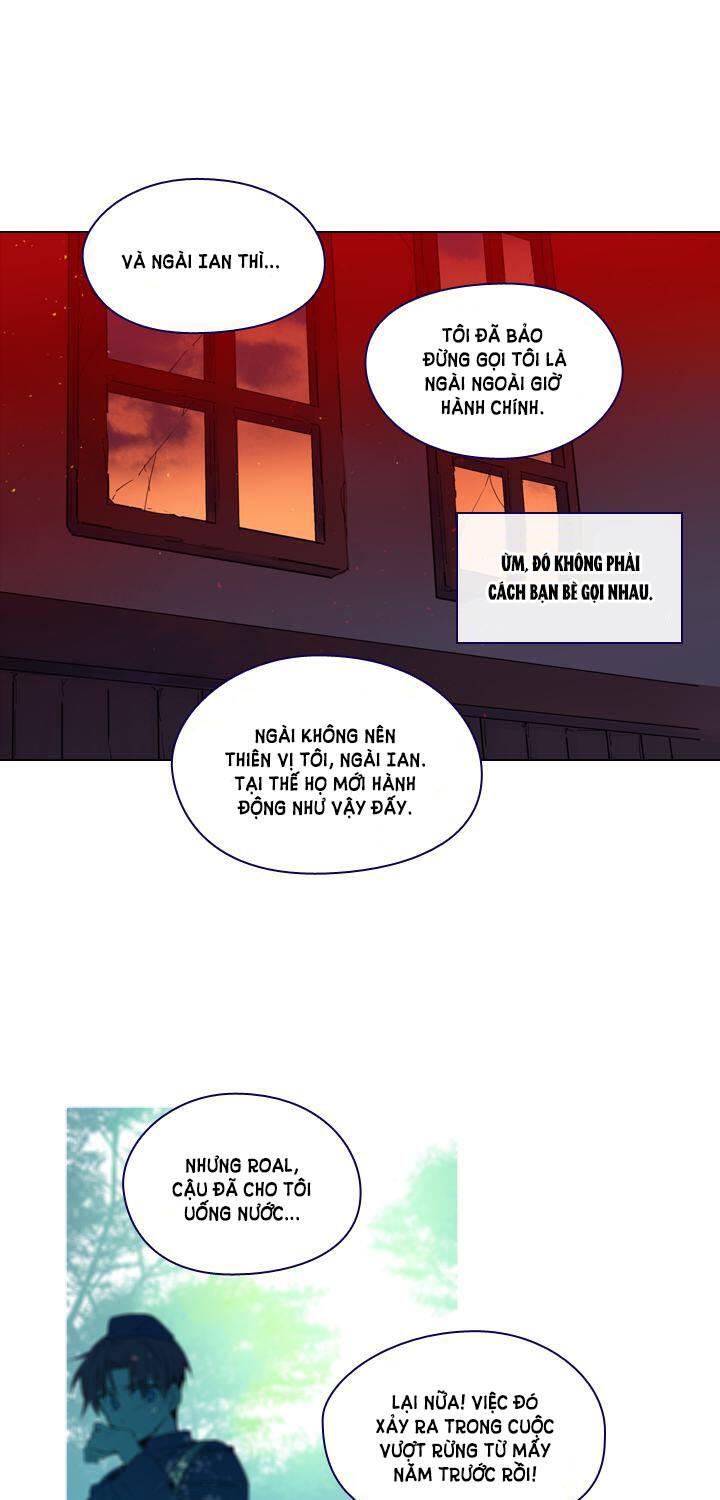 VÀ NGÀI IAN THÌ...
TÔI ĐÃ BẢO
ĐỪNG GỌI TÔI LÀ
NGÀI NGOÀI GIỜ
HÀNH CHÍNH.
ỪM, ĐÓ KHÔNG PHẢI
CÁCH BẠN BÈ GỌI NHAU.
NGÀI KHÔNG NÊN
THIÊN VỊ TÔI, NGÀI IAN.
TẠI THẾ HỌ MỚI HÀNH
ĐỘNG NHƯ VẬY ĐẤY.
NHƯNG ROAL,
CẬU ĐÃ CHO TÔI
UỐNG NƯỚC...
LẠI NỮA! VIỆC ĐÓ
XẢY RA TRONG CUỘC
VƯỢT RỪNG TỪ MẤY
NĂM TRƯỚC RỒI!